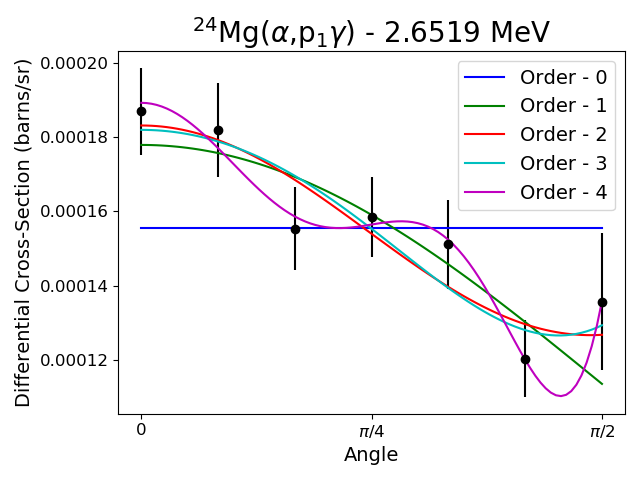 ²⁴Mg(α,p₁γ) - 2.6519 MeV
Differential Cross-Section (barns/sr)
0.00020
0.00018
0.00016
0.00014
0.00012
Order - 0
Order - 1
Order - 2
Order - 3
Order - 4
0 π/4 π/2
Angle